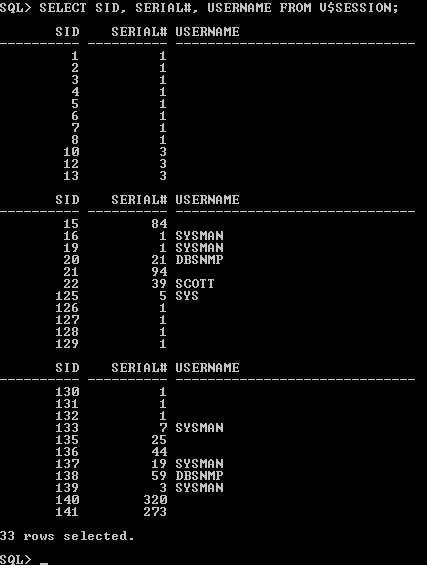 SQL> SELECT SID, SERIAL#, USERNAME FROM V$SESSION;
SID SERIAL# USERNAME
---------- ---------- ------------------------------
1 1
2 1
3 1
4 1
5 1
6 1
7 1
8 1
10 3
12 3
13 3
SID SERIAL# USERNAME
---------- ---------- ------------------------------
15 84
16 1 SYSMAN
19 1 SYSMAN
20 21 DBSNMP
21 94
22 39 SCOTT
125 5 SYS
126 1
127 1
128 1
129 1
SID SERIAL# USERNAME
---------- ---------- ------------------------------
130 1
131 1
132 1
133 7 SYSMAN
135 25
136 44
137 19 SYSMAN
138 59 DBSNMP
139 3 SYSMAN
140 320
141 273
33 rows selected.
SQL> _